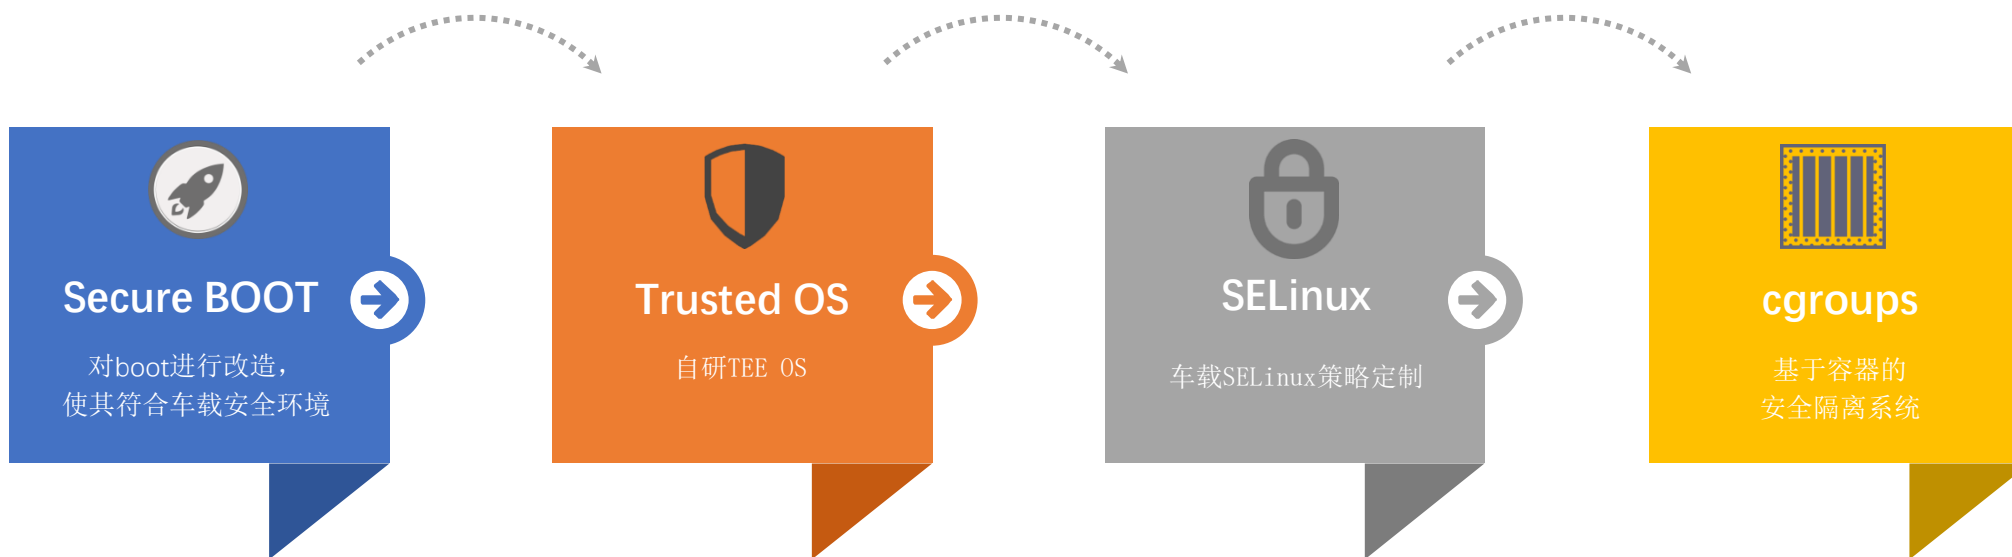 Secure BOOT
对boot进行改造，
使其符合车载安全环境
Trusted OS
自研TEE OS
SELinux
车载SELinux策略定制
cgroups
基于容器的
安全隔离系统